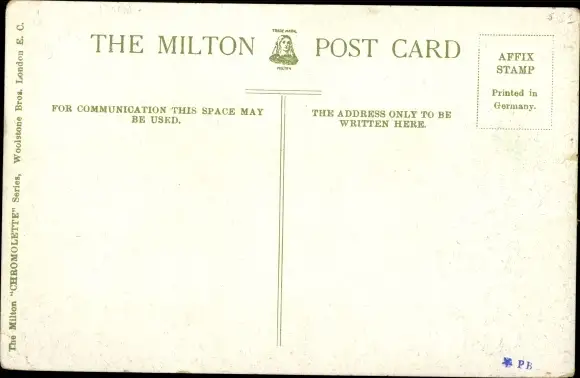 THE MILTON POST CARD
TRADE MARK
MILTON
AFFIX
STAMP
Printed in
Germany.
FOR COMMUNICATION THIS SPACE MAY
BE USED.
THE ADDRESS ONLY TO BE
WRITTEN HERE.
The Milton "CHROMOLETTE" Series, Woolstone Bros. London E. C.
PB